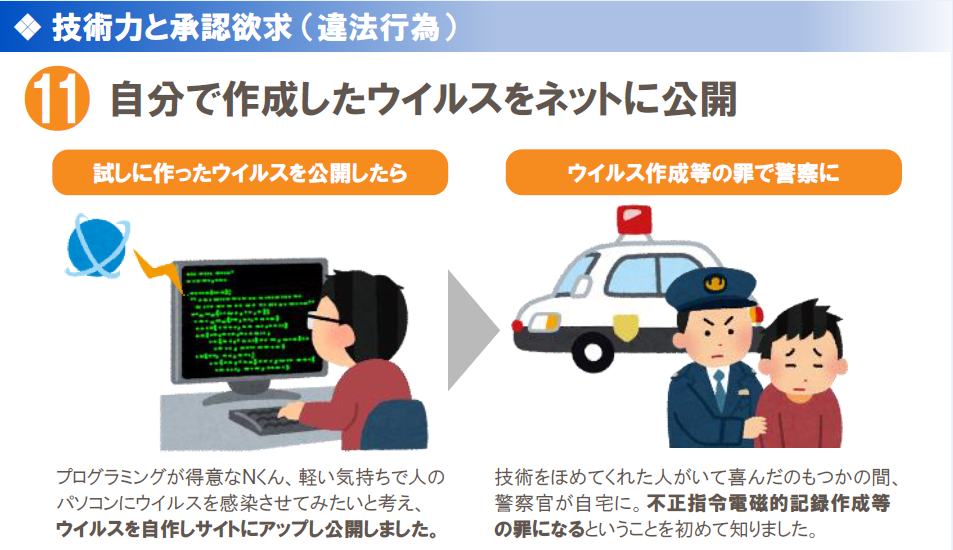 ❖ 技術力と承認欲求（違法行為）
11 自分で作成したウイルスをネットに公開
試しに作ったウイルスを公開したら
ウイルス作成等の罪で警察に
プログラミングが得意なNくん、軽い気持ちで人の
パソコンにウイルスを感染させてみたいと考え、
ウイルスを自作しサイトにアップし公開しました。
技術をほめてくれた人がいて喜んだのもつかの間、
警察官が自宅に。不正指令電磁的記録作成等
の罪になるということを初めて知りました。